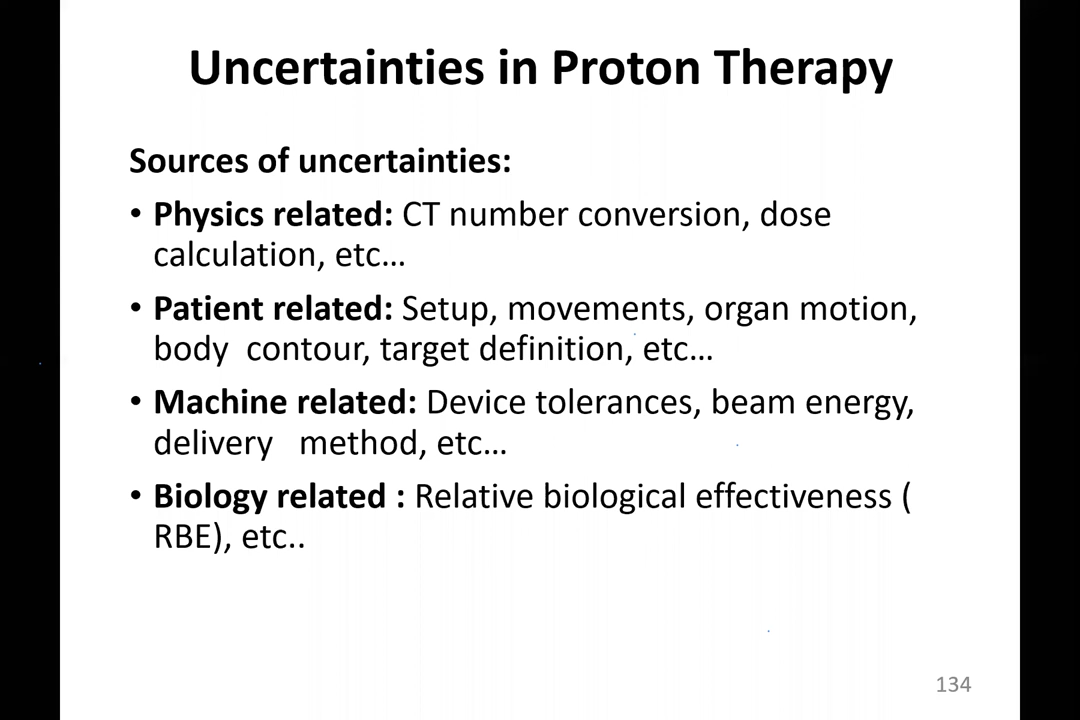 Uncertainties in Proton Therapy
Sources of uncertainties:
• Physics related: CT number conversion, dose
calculation, etc…
• Patient related: Setup, movements, organ motion,
body  contour, target definition, etc…
• Machine related: Device tolerances, beam energy,
delivery   method, etc…
• Biology related : Relative biological effectiveness (
RBE), etc..
134